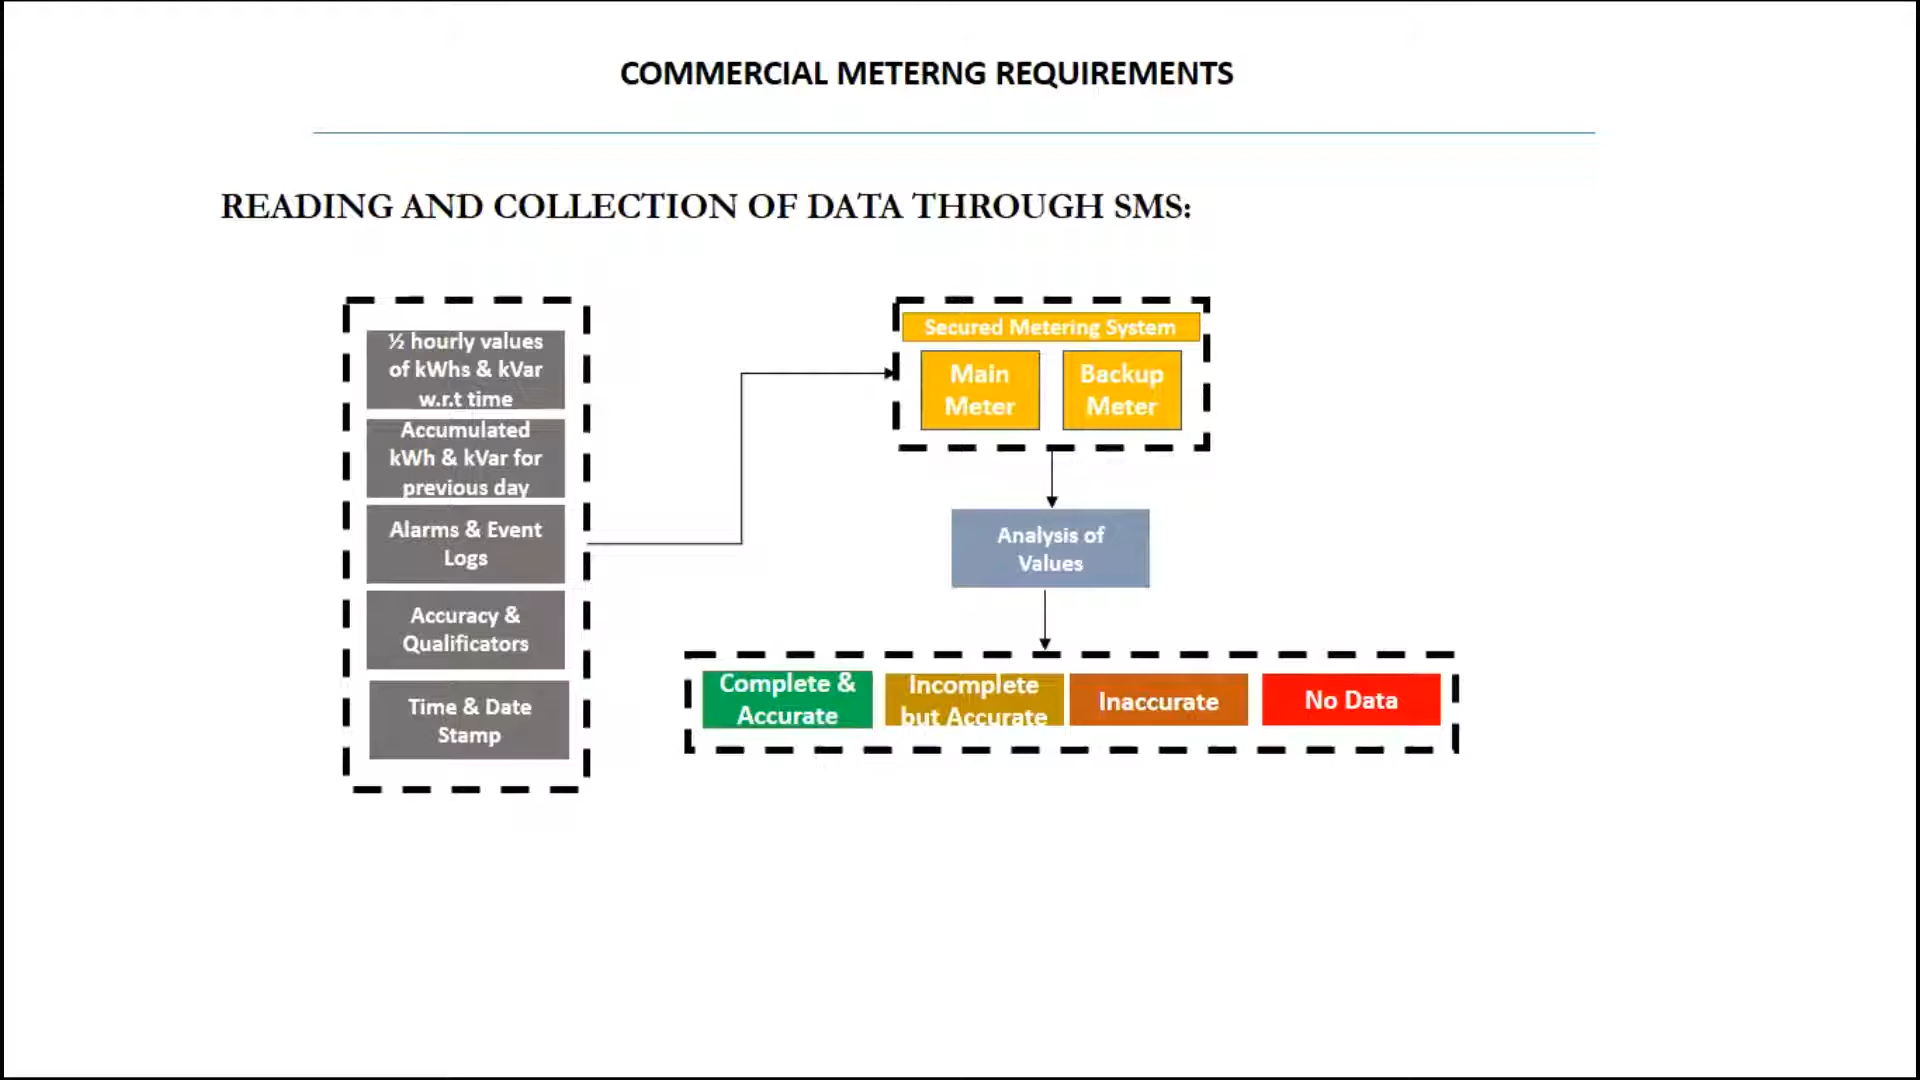 COMMERCIAL METERNG REQUIREMENTS
READING AND COLLECTION OF DATA THROUGH SMS:
½ hourly values
of kWhs & kVar
w.r.t time
Accumulated
kWh & kVar for
previous day
Alarms & Event
Logs
Accuracy &
Qualificators
Time & Date
Stamp
Secured Metering System
Main
Meter
Backup
Meter
Analysis of
Values
Complete &
Accurate
Incomplete
but Accurate
Inaccurate
No Data